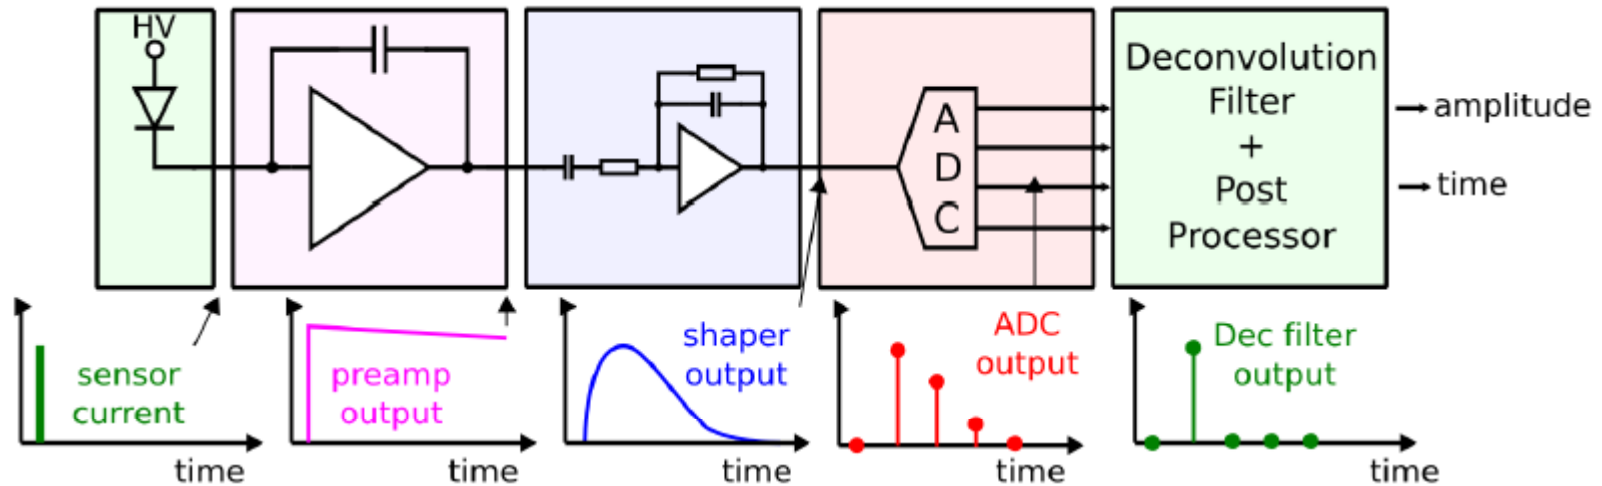 HV
A
D
C
Deconvolution
Filter
+
Post
Processor
amplitude
time
sensor
current
time
preamp
output
time
shaper
output
time
ADC
output
time
Dec filter
output
time